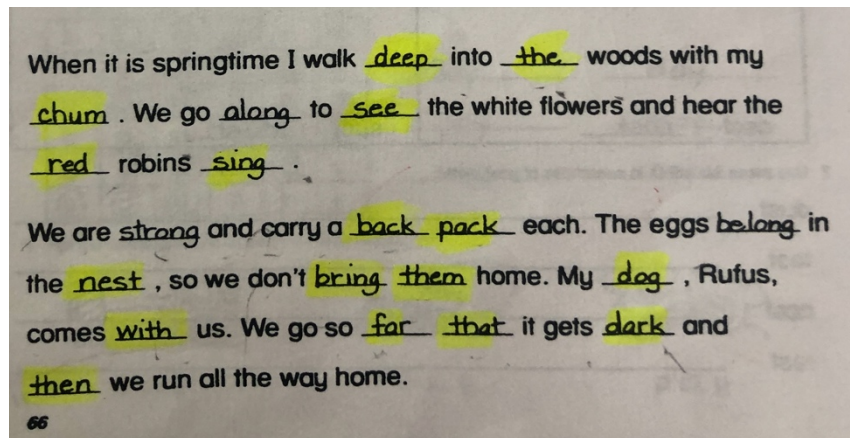 When it is springtime I walk deep into the woods with my
chum . We go along to see the white flowers and hear the
red robins sing .
We are strong and carry a back pack each. The eggs belong in
the nest , so we don't bring them home. My dog , Rufus,
comes with us. We go so far that it gets dark and
then we run all the way home.
66